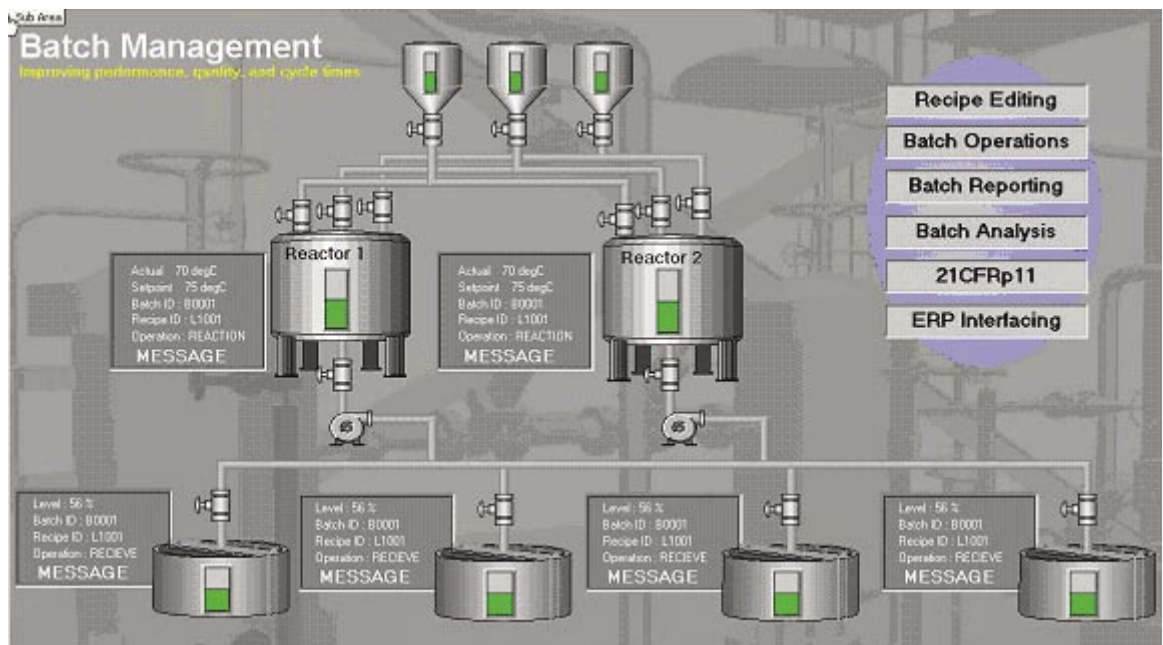 Sub Area
Batch Management
Improving performance, quality, and cycle times
Recipe Editing
Batch Operations
Batch Reporting
Batch Analysis
21CFRp11
ERP Interfacing
Reactor 1
Actual 70 degC
Setpoint 75 degC
Batch ID : B0001
Recipe ID : L1001
Operation : REACTION
MESSAGE
Reactor 2
Actual 70 degC
Setpoint 75 degC
Batch ID : B0001
Recipe ID : L1001
Operation : REACTION
MESSAGE
65
65
Level : 56 %
Batch ID : B0001
Recipe ID : L1001
Operation : RECIEVE
MESSAGE
Level : 56 %
Batch ID : B0001
Recipe ID : L1001
Operation : RECIEVE
MESSAGE
Level : 56 %
Batch ID : B0001
Recipe ID : L1001
Operation : RECIEVE
MESSAGE
Level : 56 %
Batch ID : B0001
Recipe ID : L1001
Operation : RECIEVE
MESSAGE